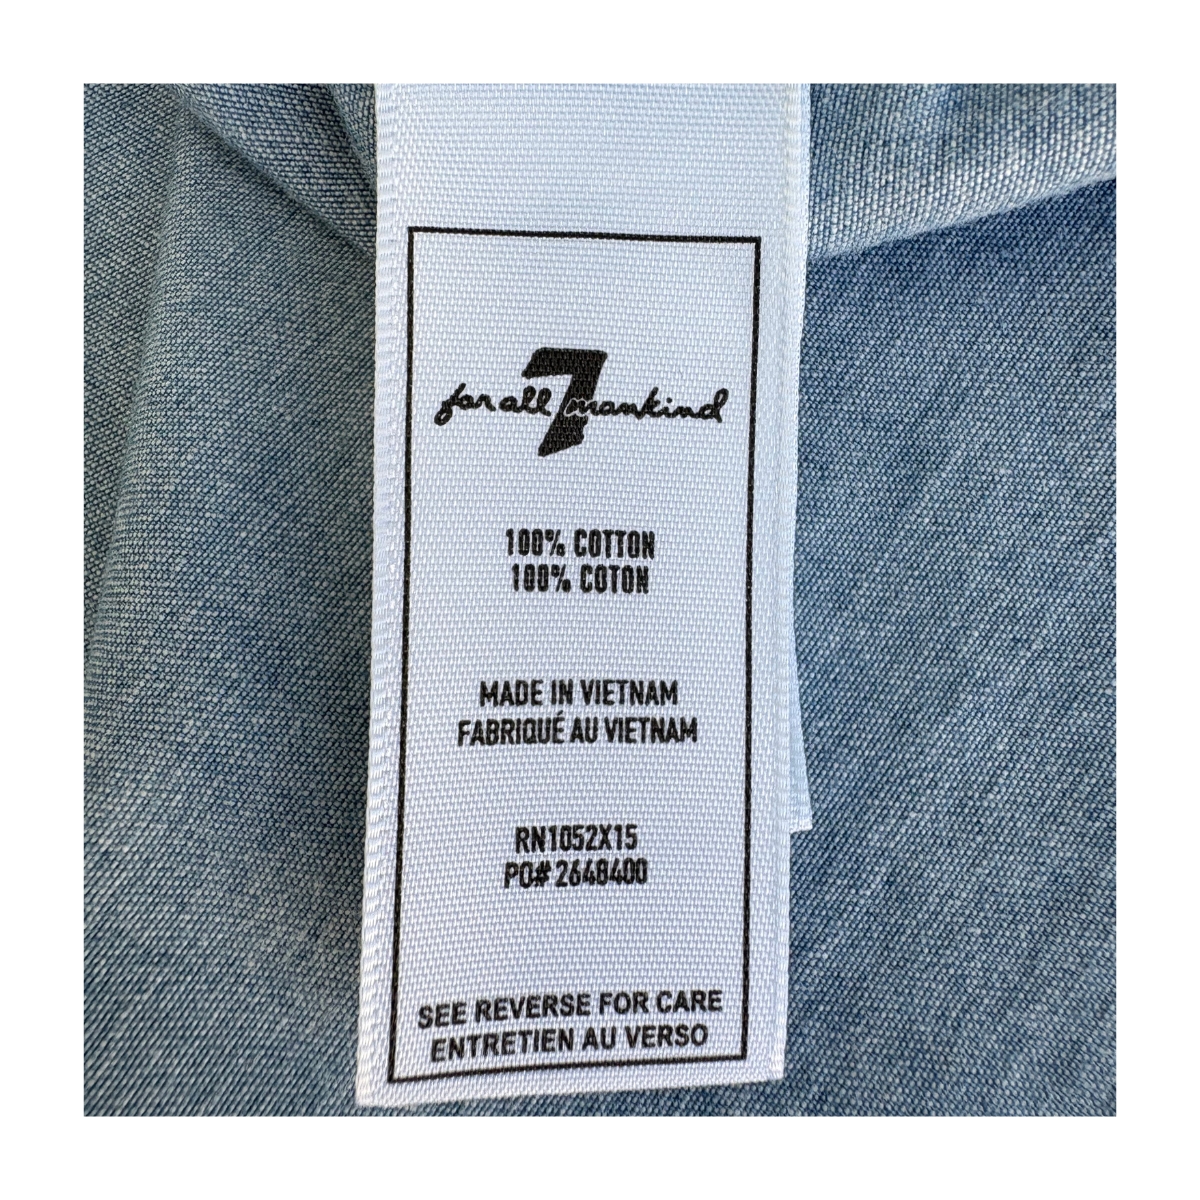 7
for all mankind
100% COTTON
100% COTON
MADE IN VIETNAM
FABRIQUÉ AU VIETNAM
RN1052X15
PO# 2648400
SEE REVERSE FOR CARE
ENTRETIEN AU VERSO